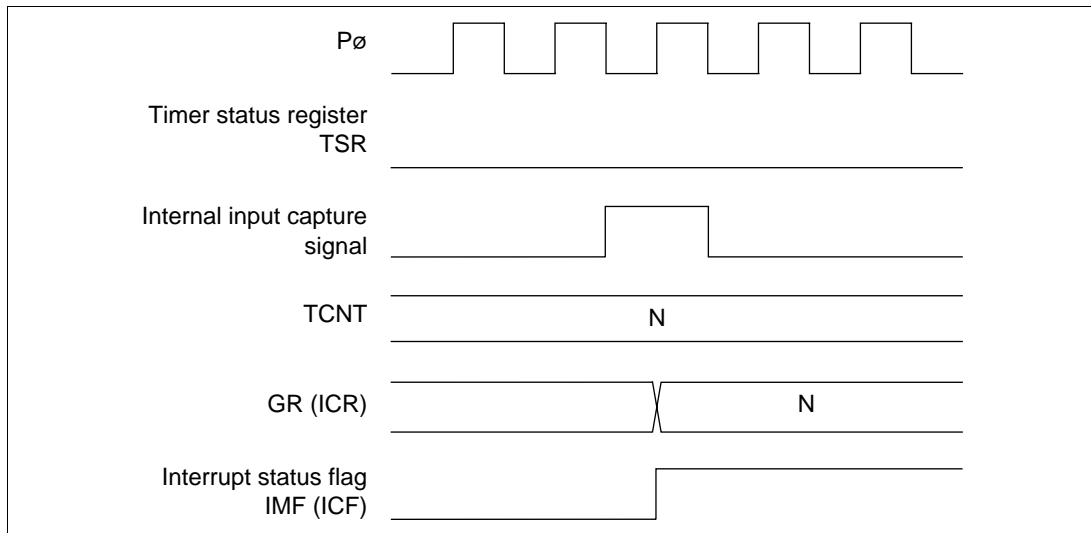 Pø
Timer status register
TSR
Internal input capture
signal
TCNT
N
GR (ICR)
N
Interrupt status flag
IMF (ICF)